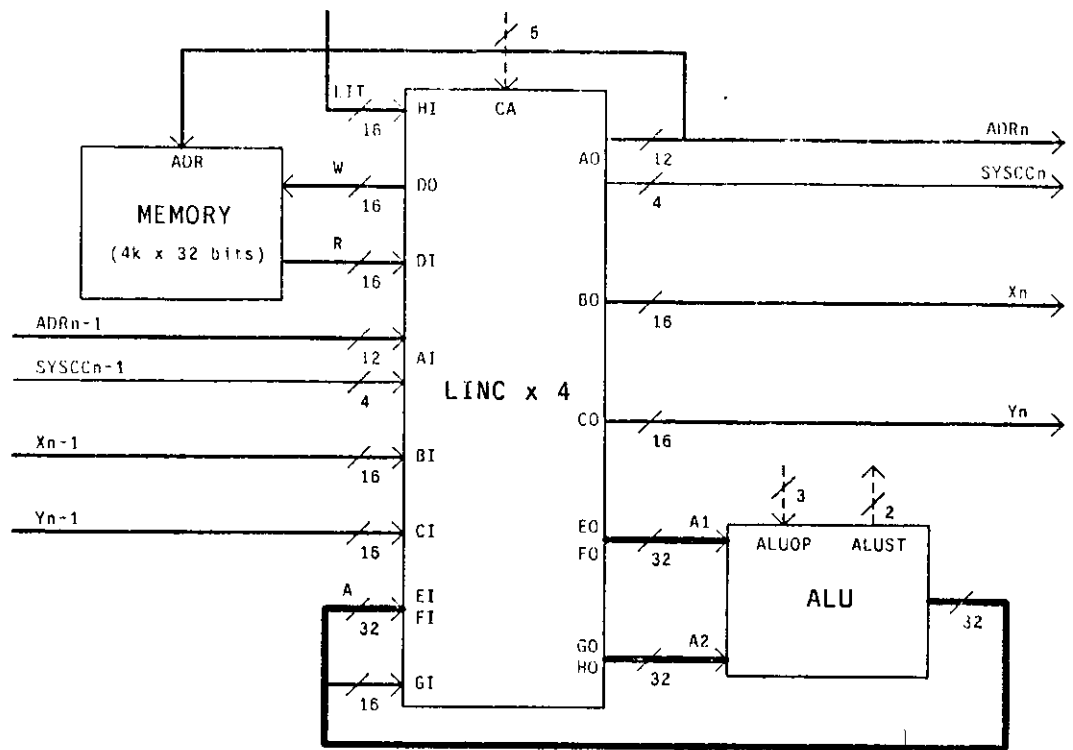 5
LIT
16
HI
CA
ADR
MEMORY
(4k x 32 bits)
W
16
DO
R
16
DI
AO
12
ADRn
4
SYSCCn
ADRn-1
12
AI
SYSCCn-1
4
LINC x 4
BO
16
Xn
CO
16
Yn
Xn-1
16
BI
Yn-1
16
CI
3
2
EO
FO
32
A1
ALUOP
ALUST
ALU
32
A
32
EI
FI
GO
HO
32
A2
16
GI